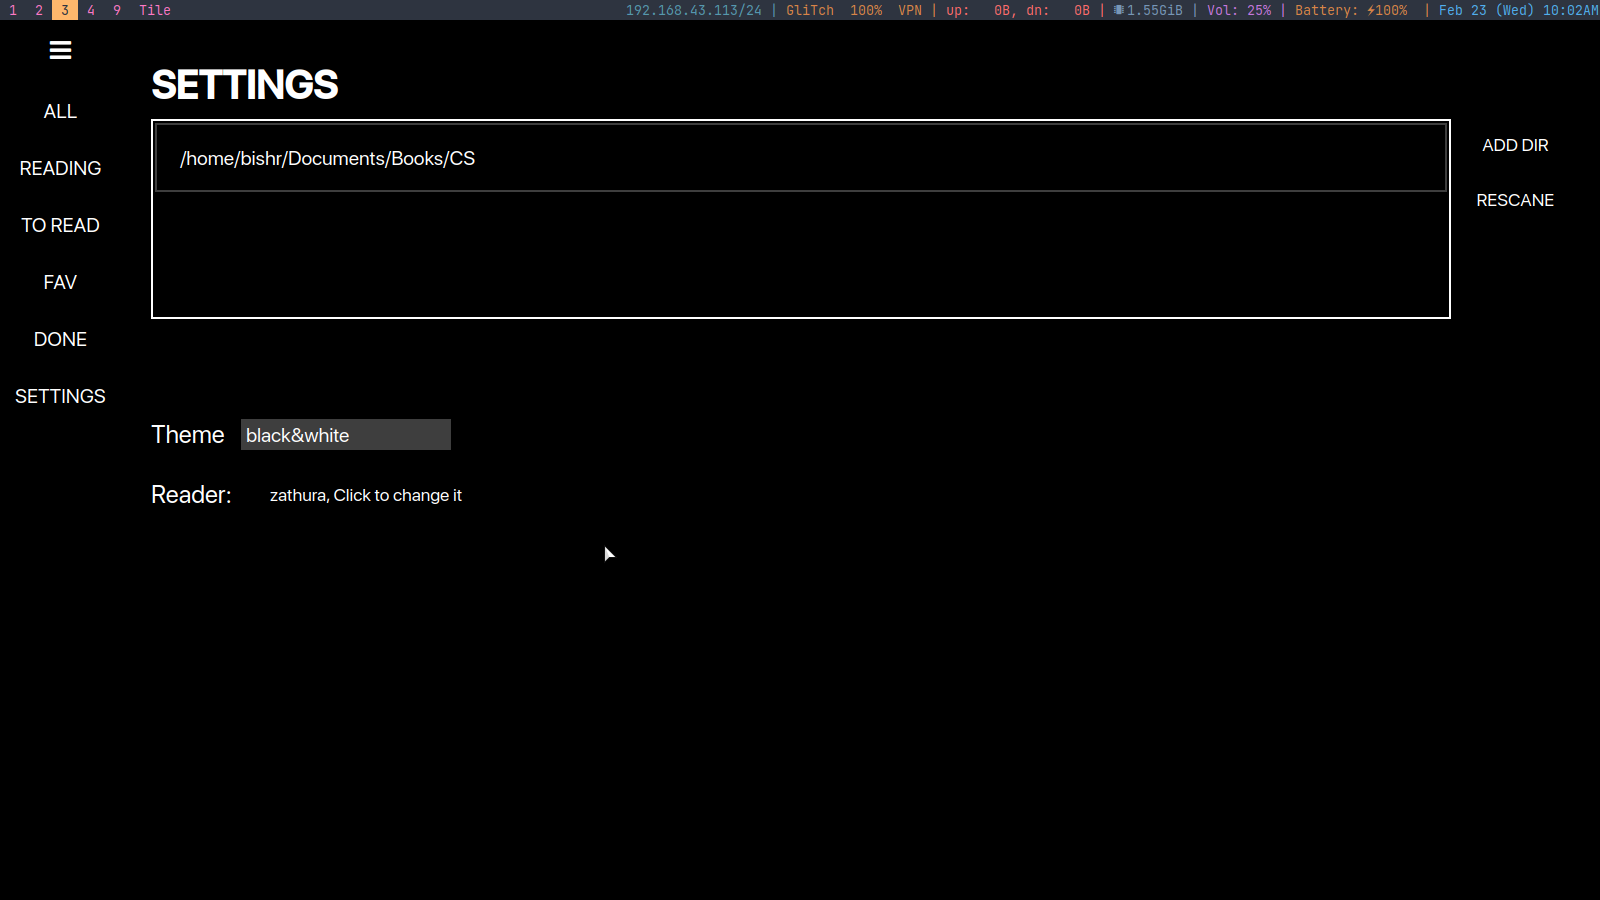 1 2 3 4 9 Tile 192.168.43.113/24 | GliTch 100% VPN | up: 0B, dn: 0B | 1.55GiB | Vol: 25% | Battery: ⚡100% | Feb 23 (Wed) 10:02AM
SETTINGS
ALL
READING
TO READ
FAV
DONE
SETTINGS
/home/bishr/Documents/Books/CS
ADD DIR
RESCANE
Theme black&white
Reader: zathura, Click to change it